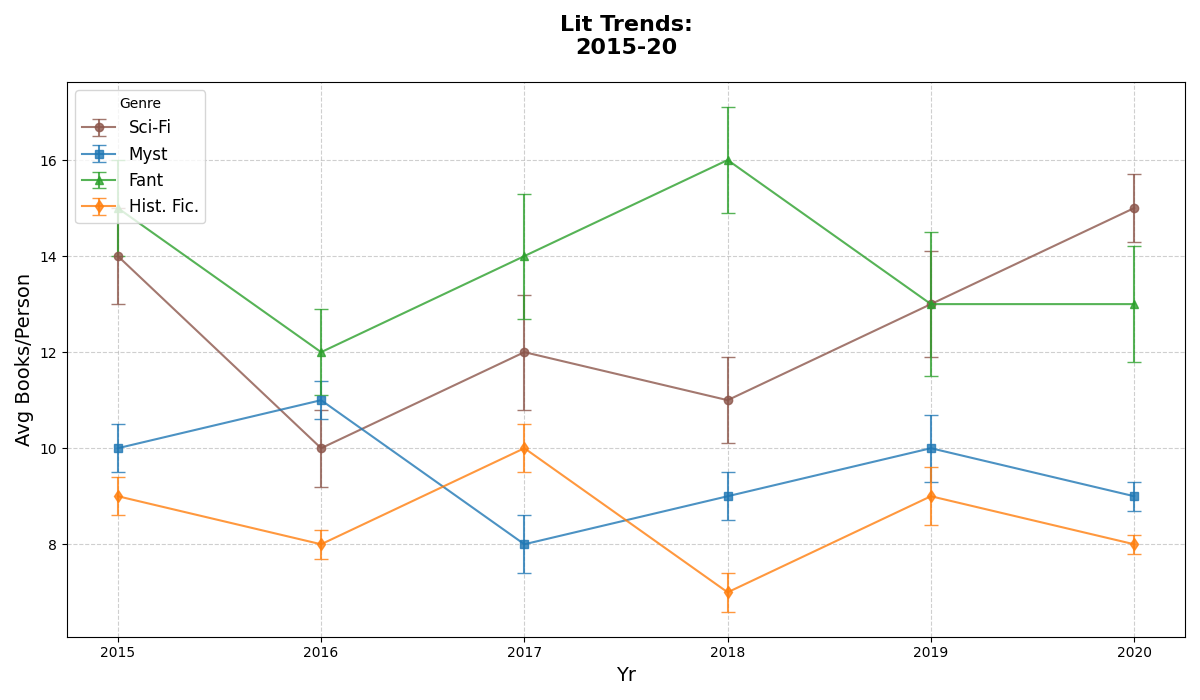 Lit Trends:
2015-20
Genre
Sci-Fi
Myst
Fant
Hist. Fic.
Avg Books/Person
16
14
12
10
8
2015 2016 2017 2018 2019 2020
Yr